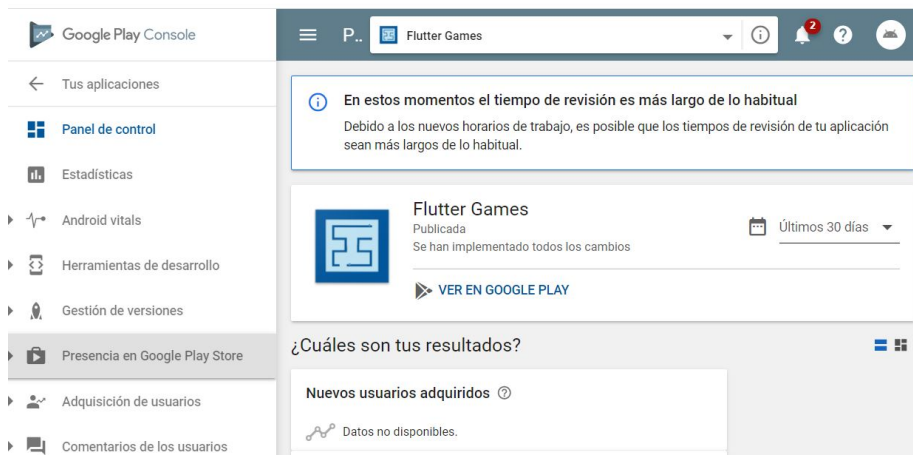 Google Play Console
P..
Flutter Games
2
Tus aplicaciones
Panel de control
Estadísticas
Android vitals
Herramientas de desarrollo
Gestión de versiones
Presencia en Google Play Store
Adquisición de usuarios
Comentarios de los usuarios
En estos momentos el tiempo de revisión es más largo de lo habitual
Debido a los nuevos horarios de trabajo, es posible que los tiempos de revisión de tu aplicación
sean más largos de lo habitual.
Flutter Games
Publicada
Se han implementado todos los cambios
Últimos 30 días
VER EN GOOGLE PLAY
¿Cuáles son tus resultados?
Nuevos usuarios adquiridos
Datos no disponibles.